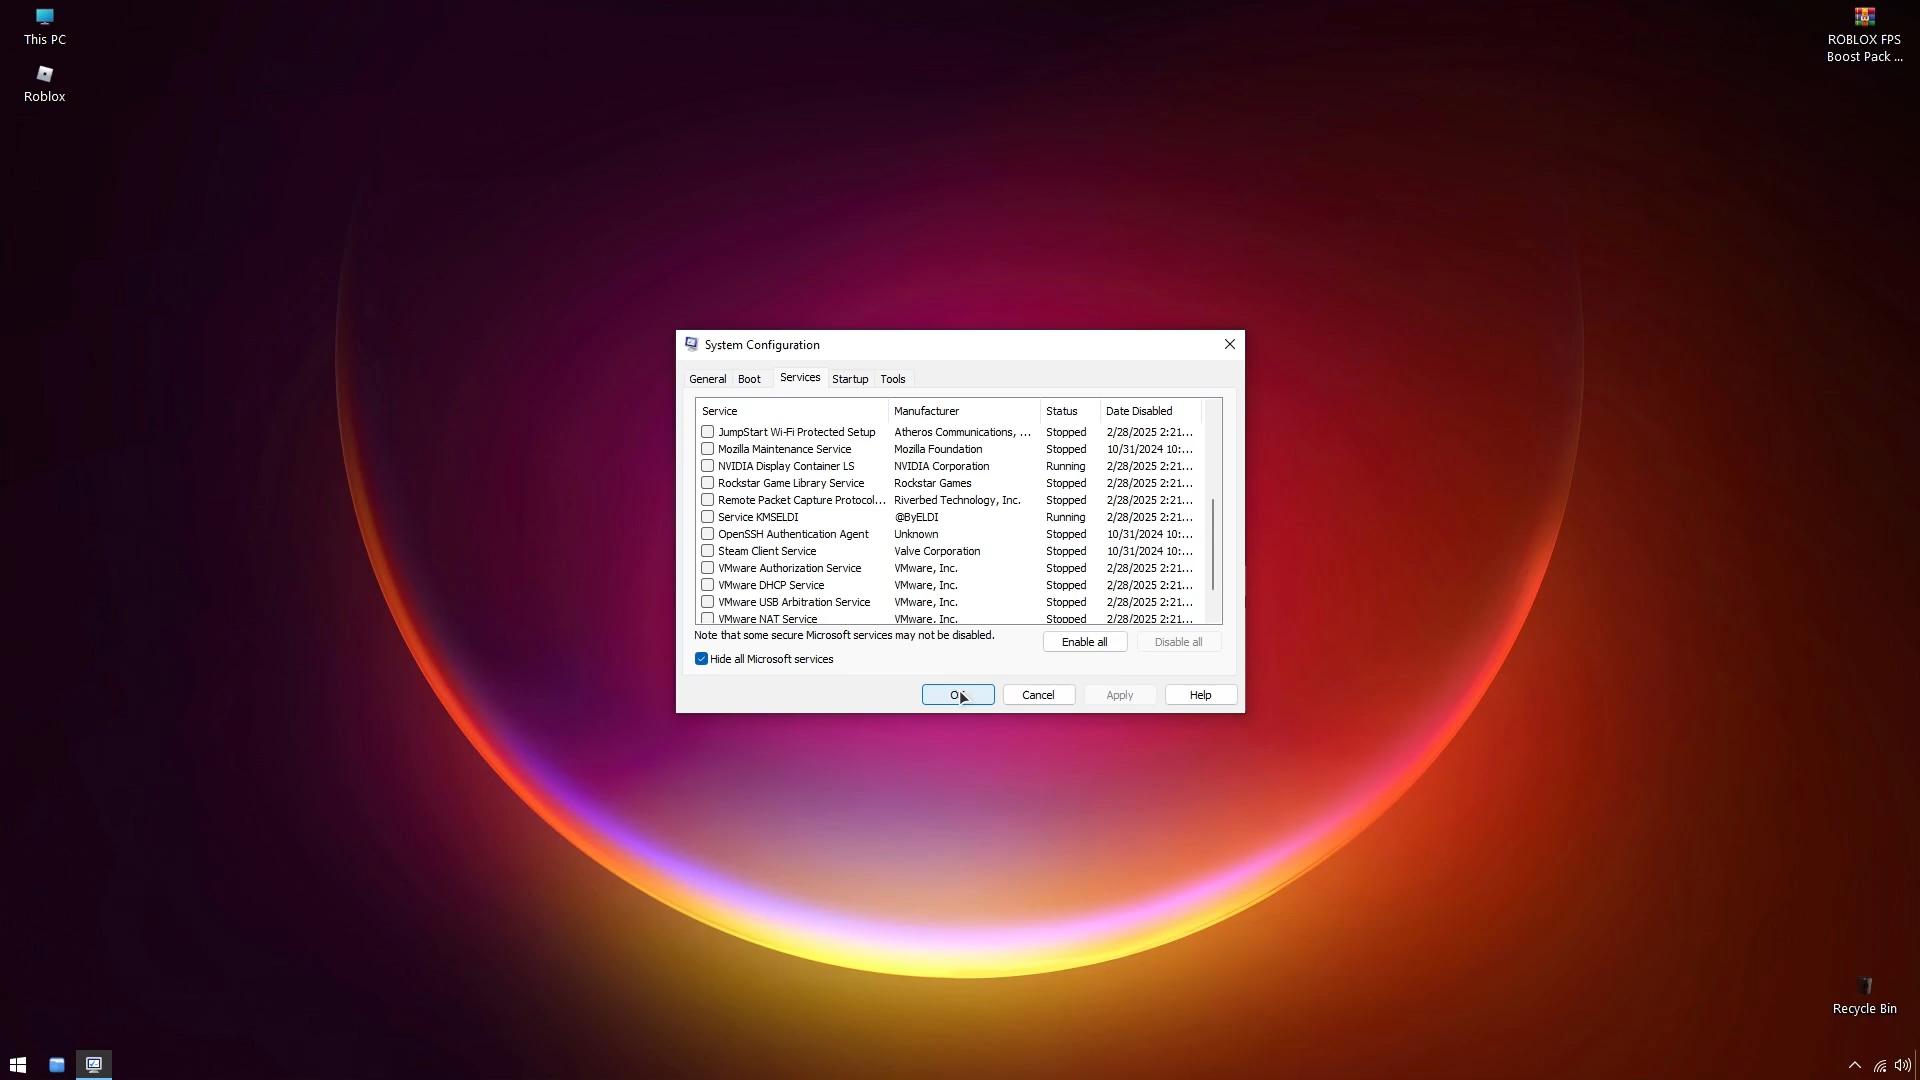 This PC
Roblox
ROBLOX FPS
Boost Pack ...
System Configuration
General Boot Services Startup Tools
Service Manufacturer Status Date Disabled
JumpStart Wi-Fi Protected Setup Atheros Communications, ... Stopped 2/28/2025 2:21...
Mozilla Maintenance Service Mozilla Foundation Stopped 10/31/2024 10:...
NVIDIA Display Container LS NVIDIA Corporation Running 2/28/2025 2:21...
Rockstar Game Library Service Rockstar Games Stopped 2/28/2025 2:21...
Remote Packet Capture Protocol... Riverbed Technology, Inc. Stopped 2/28/2025 2:21...
Service KMSELDI @ByELDI Running 2/28/2025 2:21...
OpenSSH Authentication Agent Unknown Stopped 10/31/2024 10:...
Steam Client Service Valve Corporation Stopped 10/31/2024 10:...
VMware Authorization Service VMware, Inc. Stopped 2/28/2025 2:21...
VMware DHCP Service VMware, Inc. Stopped 2/28/2025 2:21...
VMware USB Arbitration Service VMware, Inc. Stopped 2/28/2025 2:21...
VMware NAT Service VMware, Inc. Stopped 2/28/2025 2:21...
Note that some secure Microsoft services may not be disabled.
Enable all Disable all
Hide all Microsoft services
Cancel Apply Help
Recycle Bin